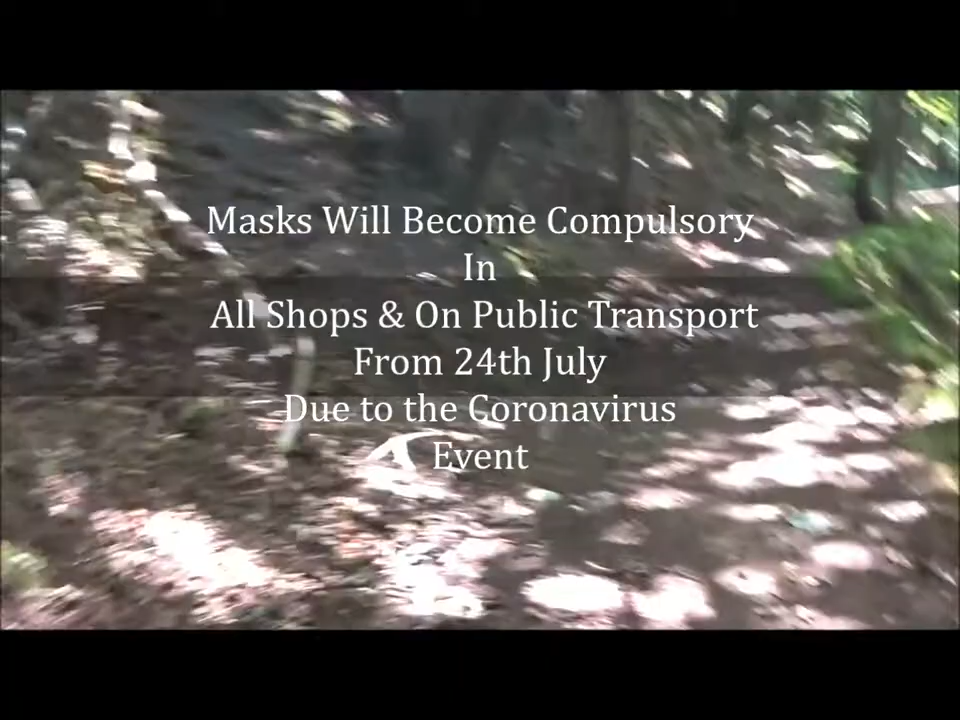 Masks Will Become Compulsory
In
All Shops & On Public Transport
From 24th July
Due to the Coronavirus
Event